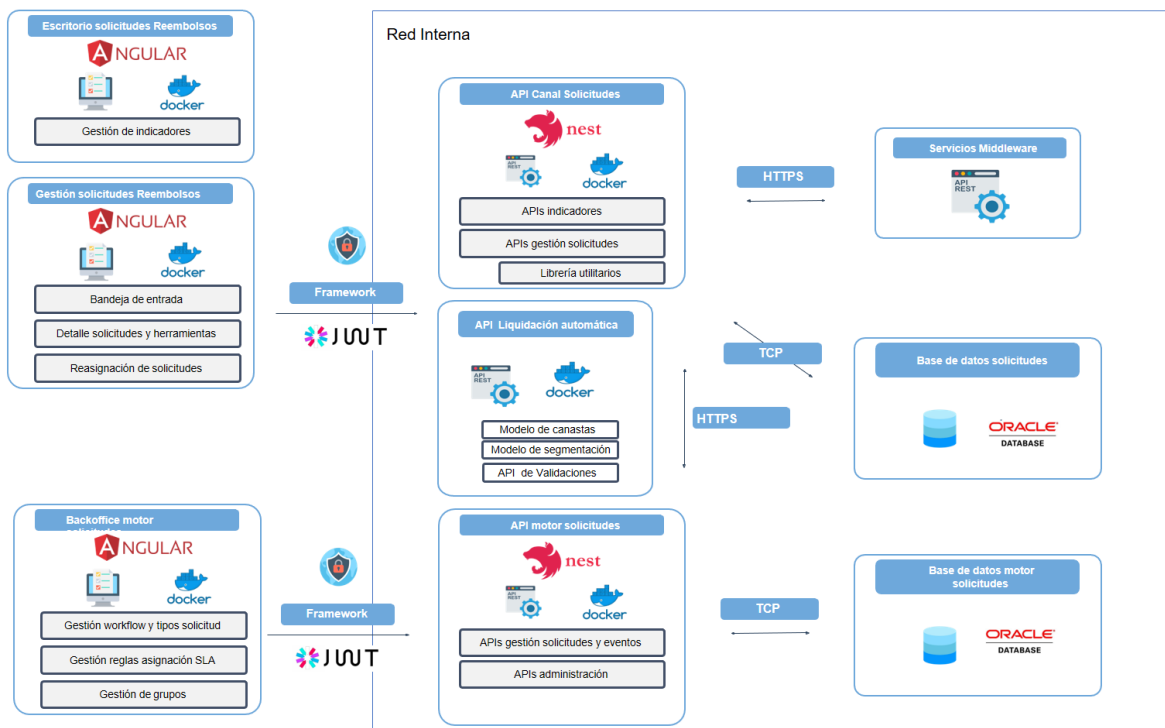 Escritorio solicitudes Reembolsos
ANGULAR
docker
Gestión de indicadores
Gestión solicitudes Reembolsos
ANGULAR
docker
Bandeja de entrada
Detalle solicitudes y herramientas
Reasignación de solicitudes
Backoffice motor
solicitudes
ANGULAR
docker
Gestión workflow y tipos solicitud
Gestión reglas asignación SLA
Gestión de grupos
Framework
JWT
Framework
JWT
Red Interna
API Canal Solicitudes
nest
API
REST
docker
APIs indicadores
APIs gestión solicitudes
Librería utilitarios
API Liquidación automática
API
REST
docker
Modelo de canastas
Modelo de segmentación
API de Validaciones
API motor solicitudes
nest
API
REST
docker
APIs gestión solicitudes y eventos
APIs administración
HTTPS
TCP
HTTPS
TCP
Servicios Middleware
API
REST
Base de datos solicitudes
ORACLE
DATABASE
Base de datos motor
solicitudes
ORACLE
DATABASE